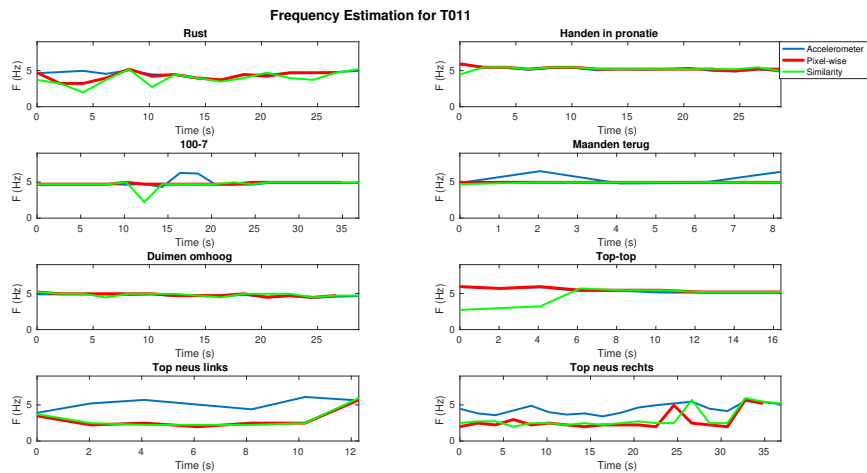 Frequency Estimation for T011
Rust
F (Hz)
5
0
0 5 10 15 20 25
Time (s)
Handen in pronatie
F (Hz)
5
0
0 5 10 15 20 25
Time (s)
Accelerometer
Pixel-wise
Similarity
100-7
F (Hz)
5
0
0 5 10 15 20 25 30 35
Time (s)
Maanden terug
F (Hz)
5
0
0 1 2 3 4 5 6 7 8
Time (s)
Duimen omhoog
F (Hz)
5
0
0 5 10 15 20 25
Time (s)
Top-top
F (Hz)
5
0
0 2 4 6 8 10 12 14 16
Time (s)
Top neus links
F (Hz)
5
0
0 2 4 6 8 10 12
Time (s)
Top neus rechts
F (Hz)
5
0
0 5 10 15 20 25 30 35
Time (s)